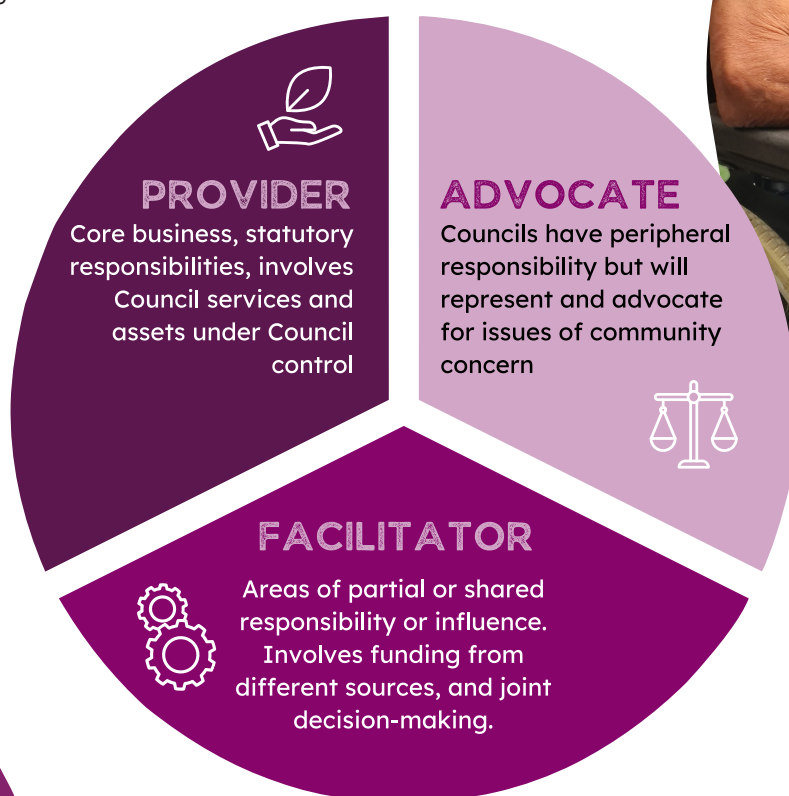 PROVIDER
Core business, statutory
responsibilities, involves
Council services and
assets under Council
control
ADVOCATE
Councils have peripheral
responsibility but will
represent and advocate
for issues of community
concern
FACILITATOR
Areas of partial or shared
responsibility or influence.
Involves funding from
different sources, and joint
decision-making.